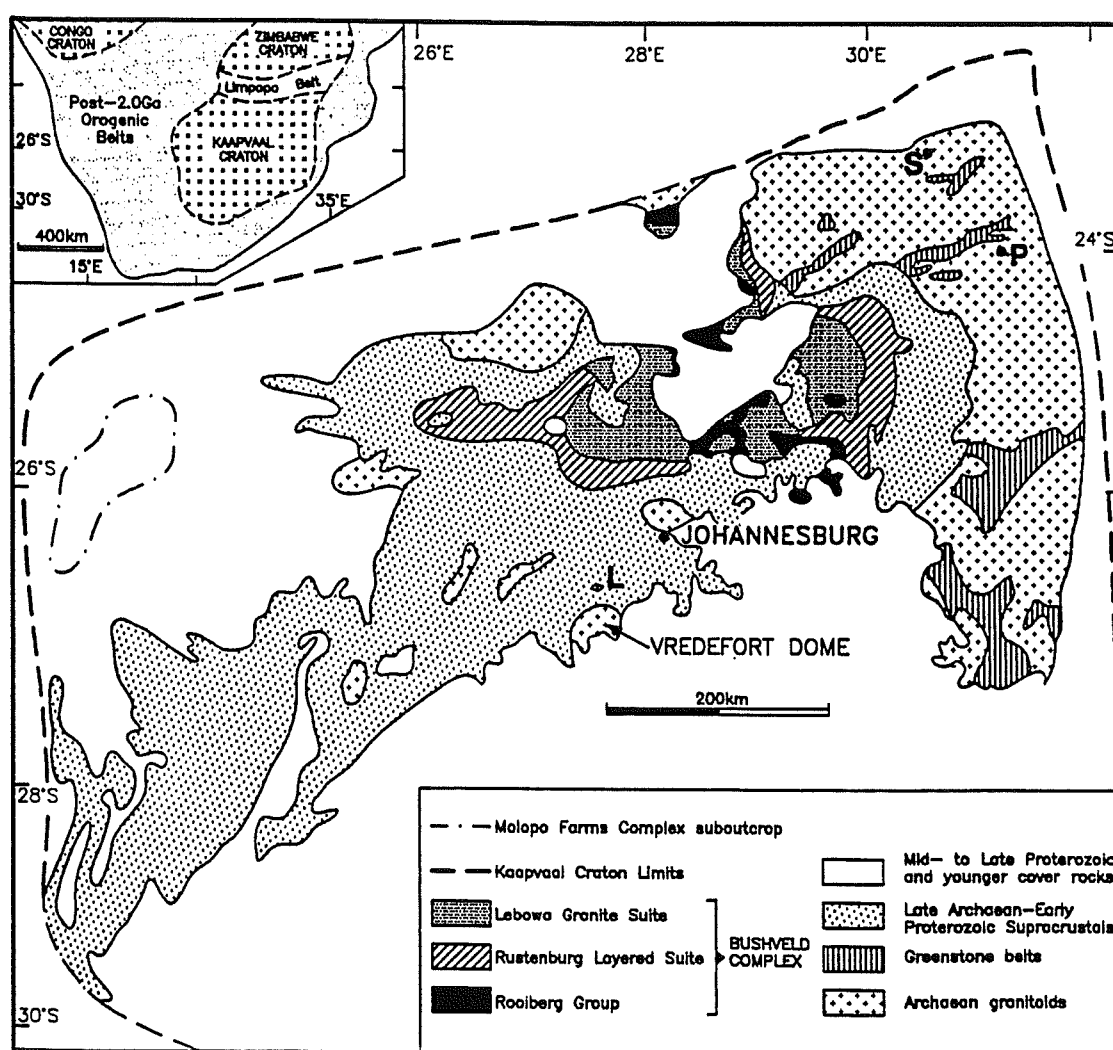 CONGO
CRATON
ZIMBABWE
CRATON
Limpopo Belt
Post-2.0Ga
Orogenic
Belts
KAAPVAAL
CRATON
26°S
30°S
35°E
400km
15°E
26°E
28°E
30°E
S
24°S
P
26°S
JOHANNESBURG
L
VREDEFORT DOME
200km
28°S
30°S
Molopo Farms Complex suboutcrop
Kaapvaal Craton Limits
Lebowa Granite Suite
Rustenburg Layered Suite
Rooiberg Group
BUSHVELD
COMPLEX
Mid- to Late Proterozoic
and younger cover rocks
Late Archaean-Early
Proterozoic Supracrustals
Greenstone belts
Archaean granitoids